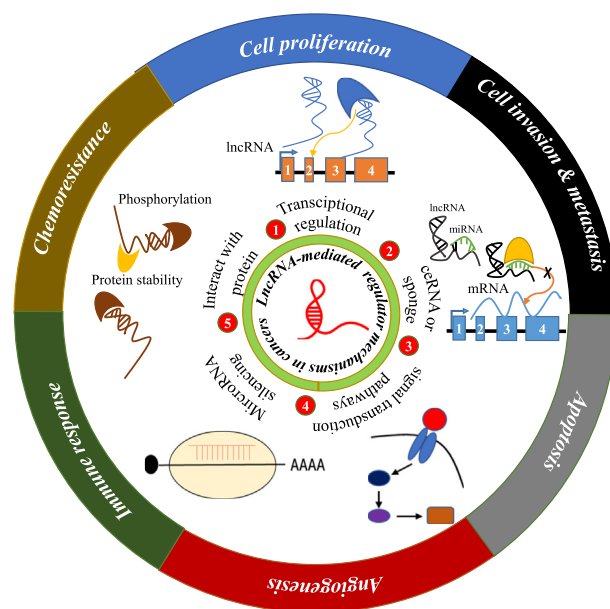 Cell proliferation
Cell invasion & metastasis
Apoptosis
Angiogenesis
Immune response
Chemoresistance
lncRNA
1 2 3 4
Phosphorylation
Protein stability
lncRNA
miRNA
mRNA
X
1 2 3 4
AAAA
1
Transciptional
regulation
2
ceRNA or
sponge
3
signal transduction
pathways
4
MircroRNA
silencing
5
Interact with
protein
LncRNA-mediated regulator mechanisms in cancers